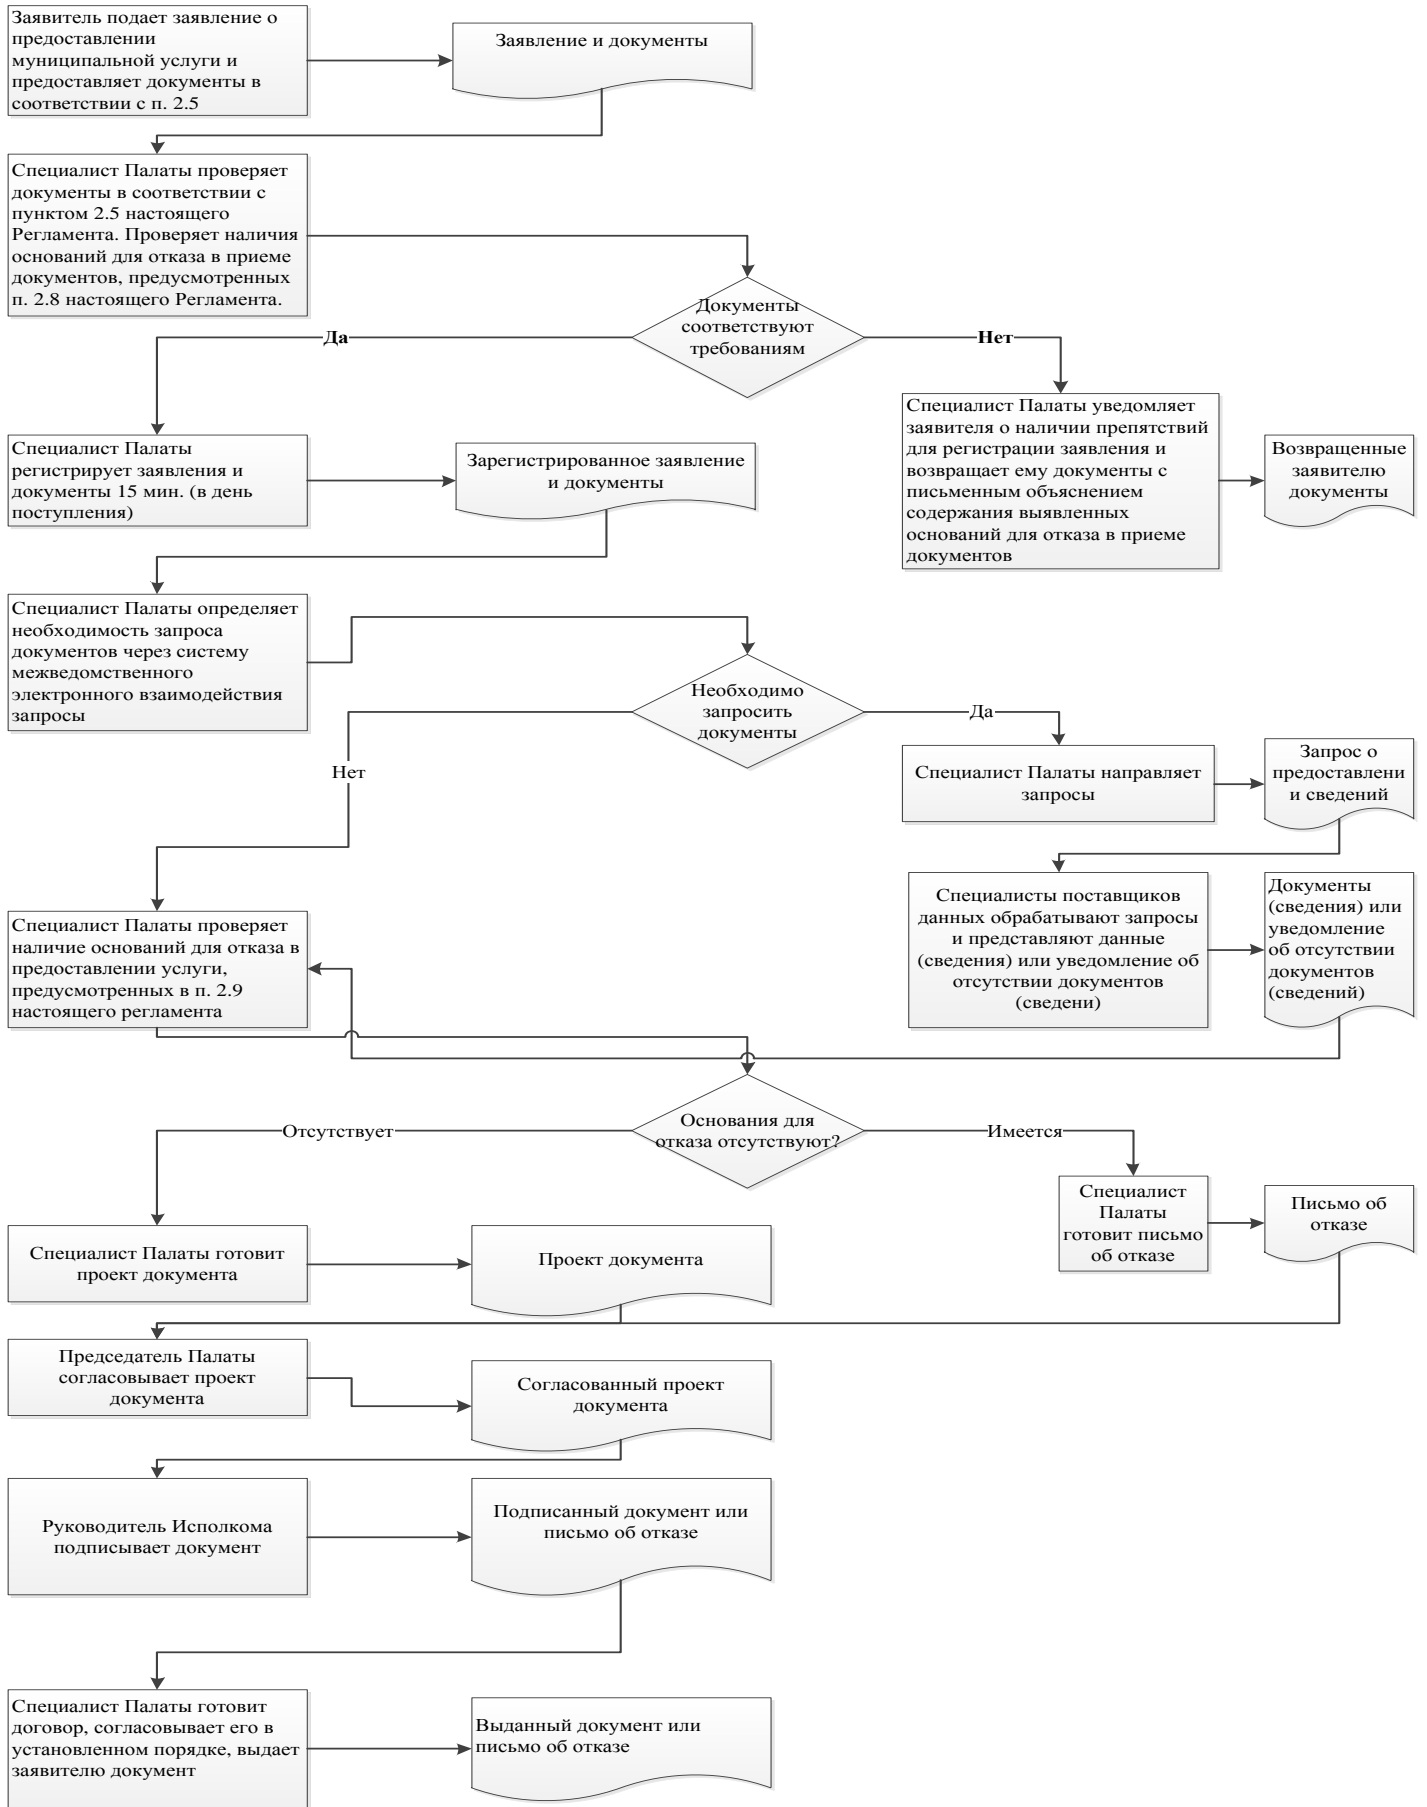 Заявитель подает заявление о
предоставлении
муниципальной услуги и
предоставляет документы в
соответствии с п. 2.5
Заявление и документы
Специалист Палаты проверяет
документы в соответствии с
пунктом 2.5 настоящего
Регламента. Проверяет наличия
оснований для отказа в приеме
документов, предусмотренных
п. 2.8 настоящего Регламента.
Документы
соответствуют
требованиям
Да
Нет
Специалист Палаты
регистрирует заявления и
документы 15 мин. (в день
поступления)
Зарегистрированное заявление
и документы
Специалист Палаты уведомляет
заявителя о наличии препятствий
для регистрации заявления и
возвращает ему документы с
письменным объяснением
содержания выявленных
оснований для отказа в приеме
документов
Возвращенные
заявителю
документы
Специалист Палаты определяет
необходимость запроса
документов через систему
межведомственного
электронного взаимодействия
запросы
Необходимо
запросить
документы
Да
Нет
Специалист Палаты направляет
запросы
Запрос о
предоставлени
и сведений
Специалисты поставщиков
данных обрабатывают запросы
и представляют данные
(сведения) или уведомление об
отсутствии документов
(сведени)
Документы
(сведения) или
уведомление
об отсутствии
документов
(сведений)
Специалист Палаты проверяет
наличие оснований для отказа в
предоставлении услуги,
предусмотренных в п. 2.9
настоящего регламента
Основания для
отказа отсутствуют?
Отсутствует
Имеется
Специалист
Палаты
готовит письмо
об отказе
Письмо об
отказе
Специалист Палаты готовит
проект документа
Проект документа
Председатель Палаты
согласовывает проект
документа
Согласованный проект
документа
Руководитель Исполкома
подписывает документ
Подписанный документ или
письмо об отказе
Специалист Палаты готовит
договор, согласовывает его в
установленном порядке, выдает
заявителю документ
Выданный документ или
письмо об отказе